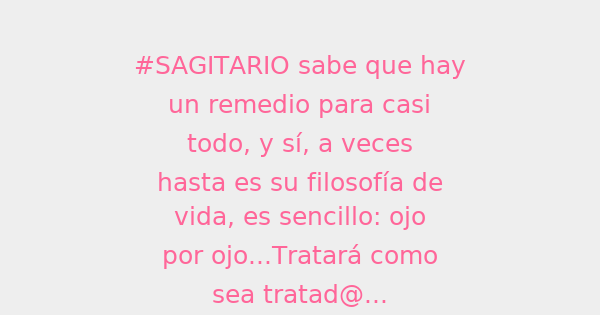 #SAGITARIO sabe que hay
un remedio para casi
todo, y sí, a veces
hasta es su filosofía de
vida, es sencillo: ojo
por ojo...Tratará como
sea tratad@...